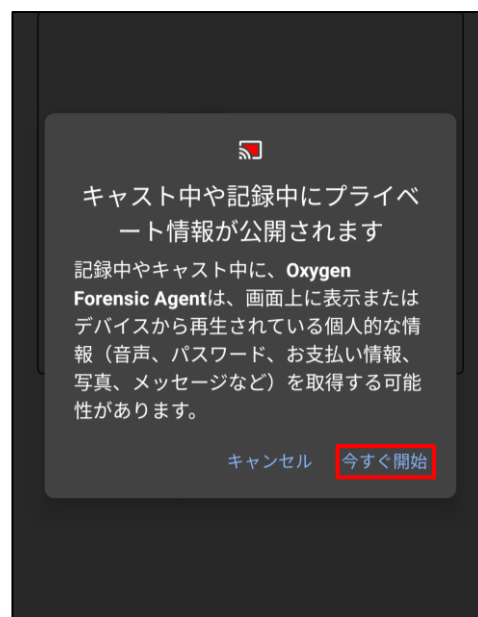 キャスト中や記録中にプライベ
ート情報が公開されます
記録中やキャスト中に、Oxygen
Forensic Agentは、画面上に表示または
デバイスから再生されている個人的な情
報（音声、パスワード、お支払い情報、
写真、メッセージなど）を取得する可能
性があります。
キャンセル 今すぐ開始